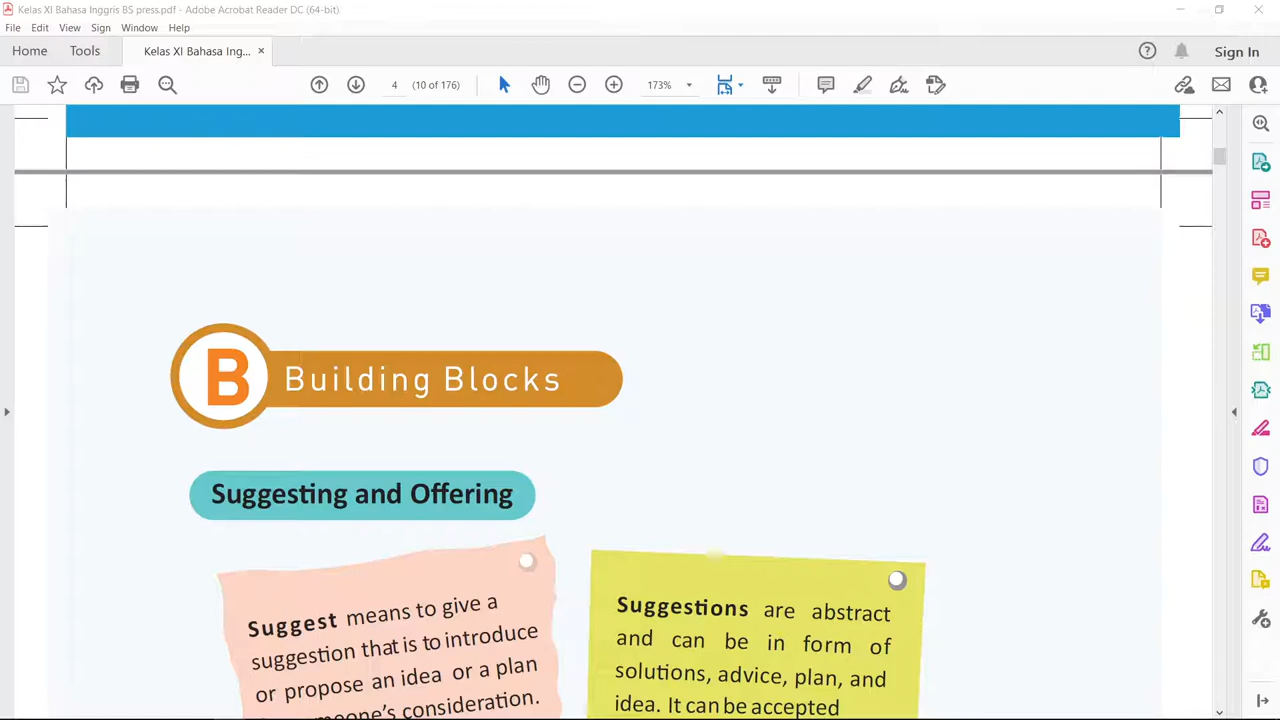 Kelas XI Bahasa Inggris BS press.pdf - Adobe Acrobat Reader DC (64-bit)
File Edit View Sign Window Help
Home Tools Kelas XI Bahasa Ing... × Sign In
4 (10 of 176) 173%
B Building Blocks
Suggesting and Offering
Suggest means to give a
suggestion that is to introduce
or propose an idea or a plan
consideration.
Suggestions are abstract
and can be in form of
solutions, advice, plan, and
idea. It can be accepted